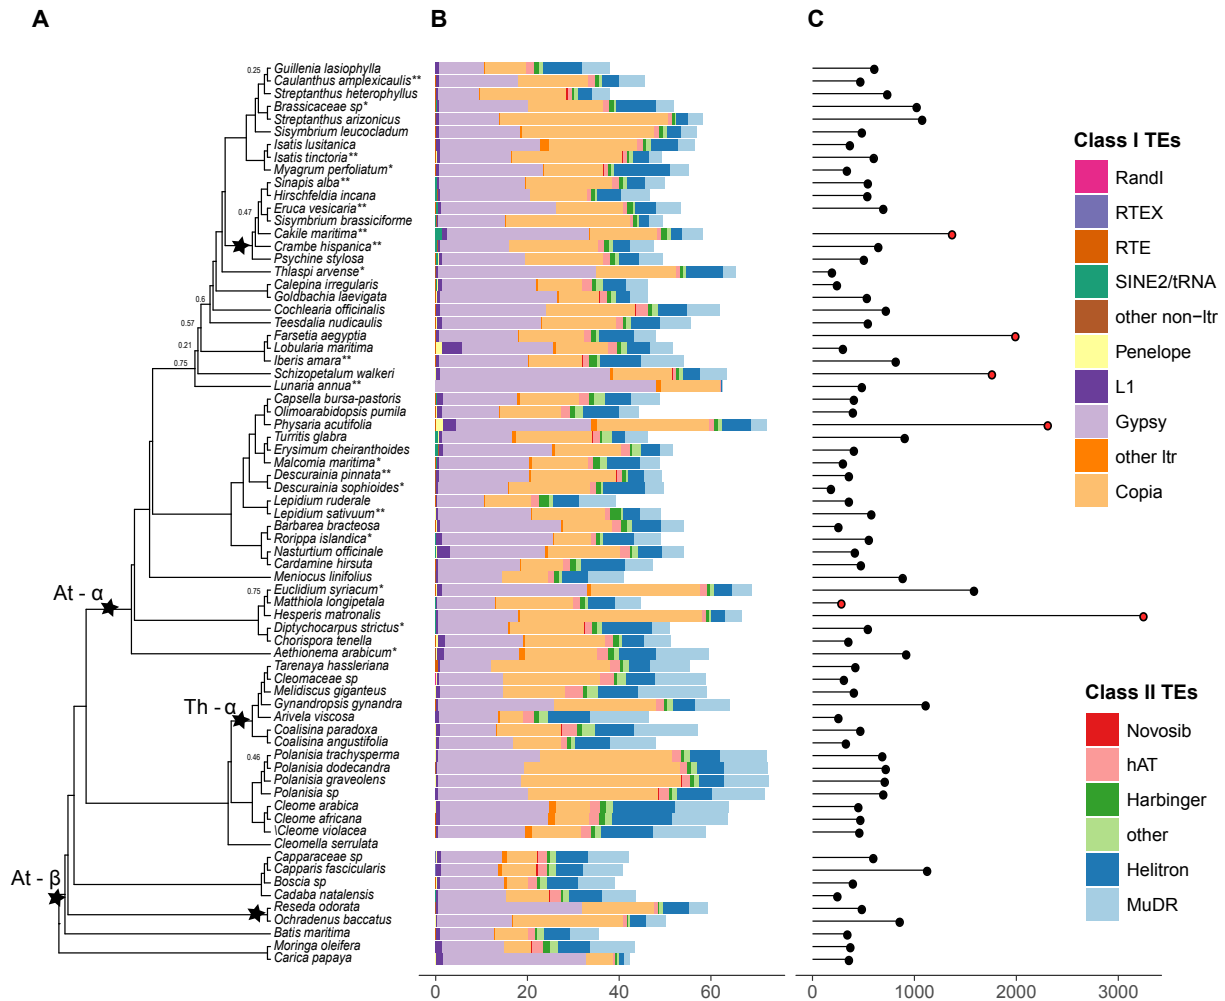 A B C
0.25
Guillenia lasiophylla
Caulanthus amplexicaulis**
Streptanthus heterophyllus
Brassicaceae sp*
Streptanthus arizonicus
Sisymbrium leucocladum
Isatis lusitanica
Isatis tinctoria**
Myagrum perfoliatum*
Sinapis alba**
Hirschfeldia incana
0.47
Eruca vesicaria**
Sisymbrium brassiciforme
Cakile maritima**
Crambe hispanica**
Psychine stylosa
Thlaspi arvense*
Calepina irregularis
Goldbachia laevigata
0.6
Cochlearia officinalis
0.57
Teesdalia nudicaulis
Farsetia aegyptia
0.21
Lobularia maritima
0.75
Iberis amara**
Schizopetalum walkeri
Lunaria annua**
Capsella bursa-pastoris
Olimoarabidopsis pumila
Physaria acutifolia
Turritis glabra
Erysimum cheiranthoides
Malcomia maritima*
Descurainia pinnata**
Descurainia sophioides*
Lepidium ruderale
Lepidium sativuum**
Barbarea bracteosa
Rorippa islandica*
Nasturtium officinale
Cardamine hirsuta
Meniocus linifolius
At - α
0.75
Euclidium syriacum*
Matthiola longipetala
Hesperis matronalis
Diptychocarpus strictus*
Chorispora tenella
Aethionema arabicum*
Tarenaya hassleriana
Cleomaceae sp
Melidiscus giganteus
Th - α
Gynandropsis gynandra
Arivela viscosa
Coalisina paradoxa
Coalisina angustifolia
0.46
Polanisia trachysperma
Polanisia dodecandra
Polanisia graveolens
Polanisia sp
Cleome arabica
Cleome africana
\Cleome violacea
Cleomella serrulata
At - β
Capparaceae sp
Capparis fascicularis
Boscia sp
Cadaba natalensis
Reseda odorata
Ochradenus baccatus
Batis maritima
Moringa oleifera
Carica papaya
0 20 40 60
0 1000 2000 3000
Class I TEs
RandI
RTEX
RTE
SINE2/tRNA
other non−ltr
Penelope
L1
Gypsy
other ltr
Copia
Class II TEs
Novosib
hAT
Harbinger
other
Helitron
MuDR